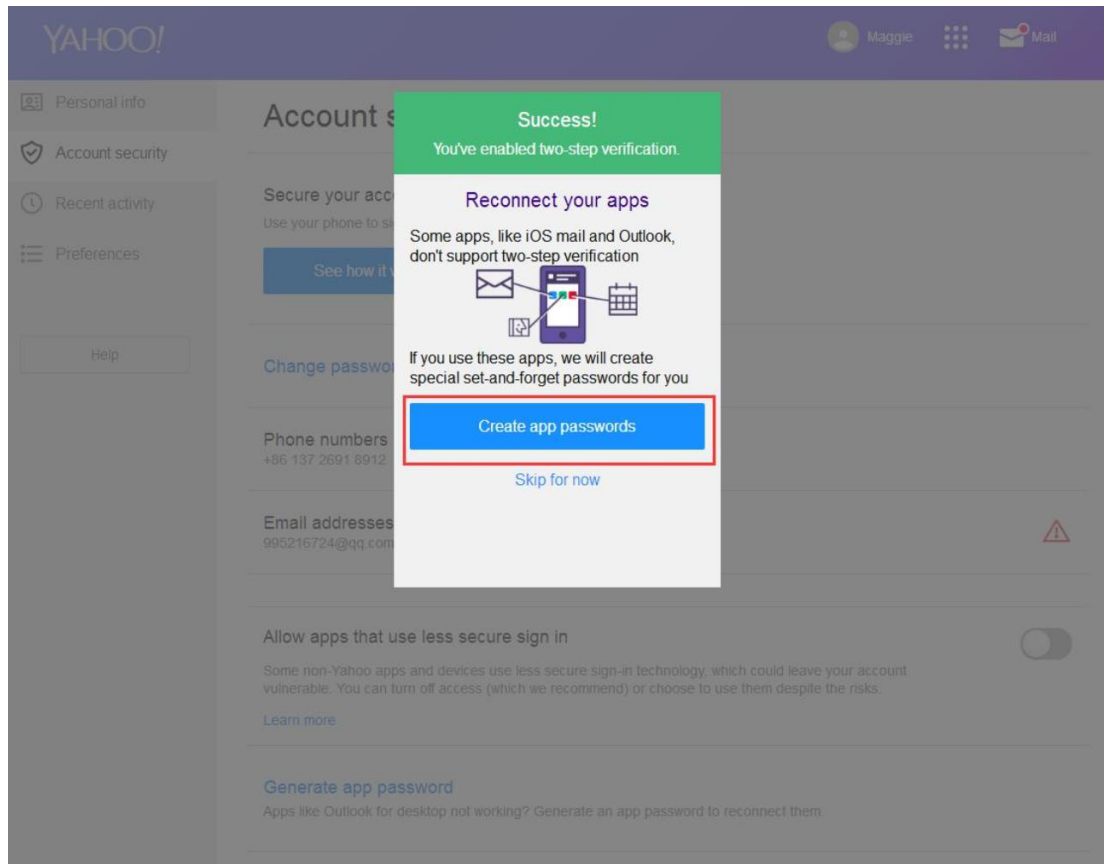 YAHOO!
Maggie
Mail
Personal info
Account security
Recent activity
Preferences
Help
Account s
Secure your acc
Use your phone to si
See how it
Change passwo
Phone numbers
+86 137 2691 8912
Email addresses
995216724@qq.com
Allow apps that use less secure sign in
Some non-Yahoo apps and devices use less secure sign-in technology, which could leave your account
vulnerable. You can turn off access (which we recommend) or choose to use them despite the risks.
Learn more
Generate app password
Apps like Outlook for desktop not working? Generate an app password to reconnect them
Success!
You've enabled two-step verification.
Reconnect your apps
Some apps, like iOS mail and Outlook,
don't support two-step verification
If you use these apps, we will create
special set-and-forget passwords for you
Create app passwords
Skip for now